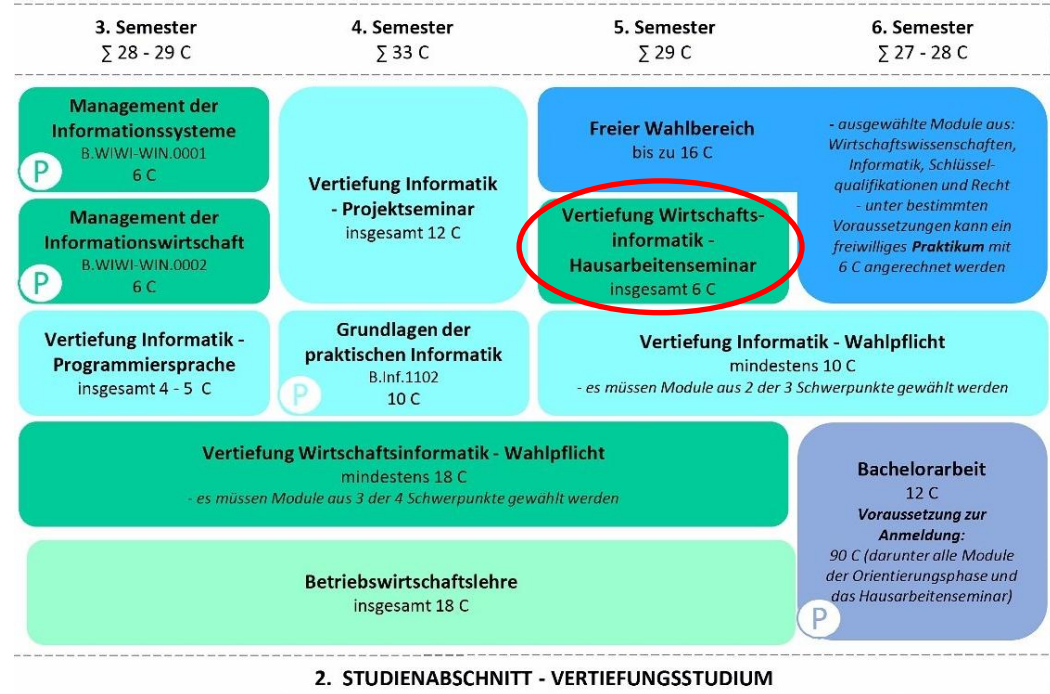 3. Semester
∑ 28 - 29 C
4. Semester
∑ 33 C
5. Semester
∑ 29 C
6. Semester
∑ 27 - 28 C
Management der
Informationssysteme
B.WIWI-WIN.0001
6 C
P
Management der
Informationswirtschaft
B.WIWI-WIN.0002
6 C
P
Vertiefung Informatik -
Programmiersprache
insgesamt 4 - 5 C
Vertiefung Informatik
- Projektseminar
insgesamt 12 C
Grundlagen der
praktischen Informatik
B.Inf.1102
10 C
P
Freier Wahlbereich
bis zu 16 C
- ausgewählte Module aus:
Wirtschaftswissenschaften,
Informatik, Schlüssel-
qualifikationen und Recht
- unter bestimmten
Voraussetzungen kann ein
freiwilliges Praktikum mit
6 C angerechnet werden
Vertiefung Wirtschafts-
informatik -
Hausarbeitenseminar
insgesamt 6 C
Vertiefung Informatik - Wahlpflicht
mindestens 10 C
- es müssen Module aus 2 der 3 Schwerpunkte gewählt werden
Vertiefung Wirtschaftsinformatik - Wahlpflicht
mindestens 18 C
- es müssen Module aus 3 der 4 Schwerpunkte gewählt werden
Betriebswirtschaftslehre
insgesamt 18 C
Bachelorarbeit
12 C
Voraussetzung zur
Anmeldung:
90 C (darunter alle Module
der Orientierungsphase und
das Hausarbeitenseminar)
P
2. STUDIENABSCHNITT - VERTIEFUNGSSTUDIUM